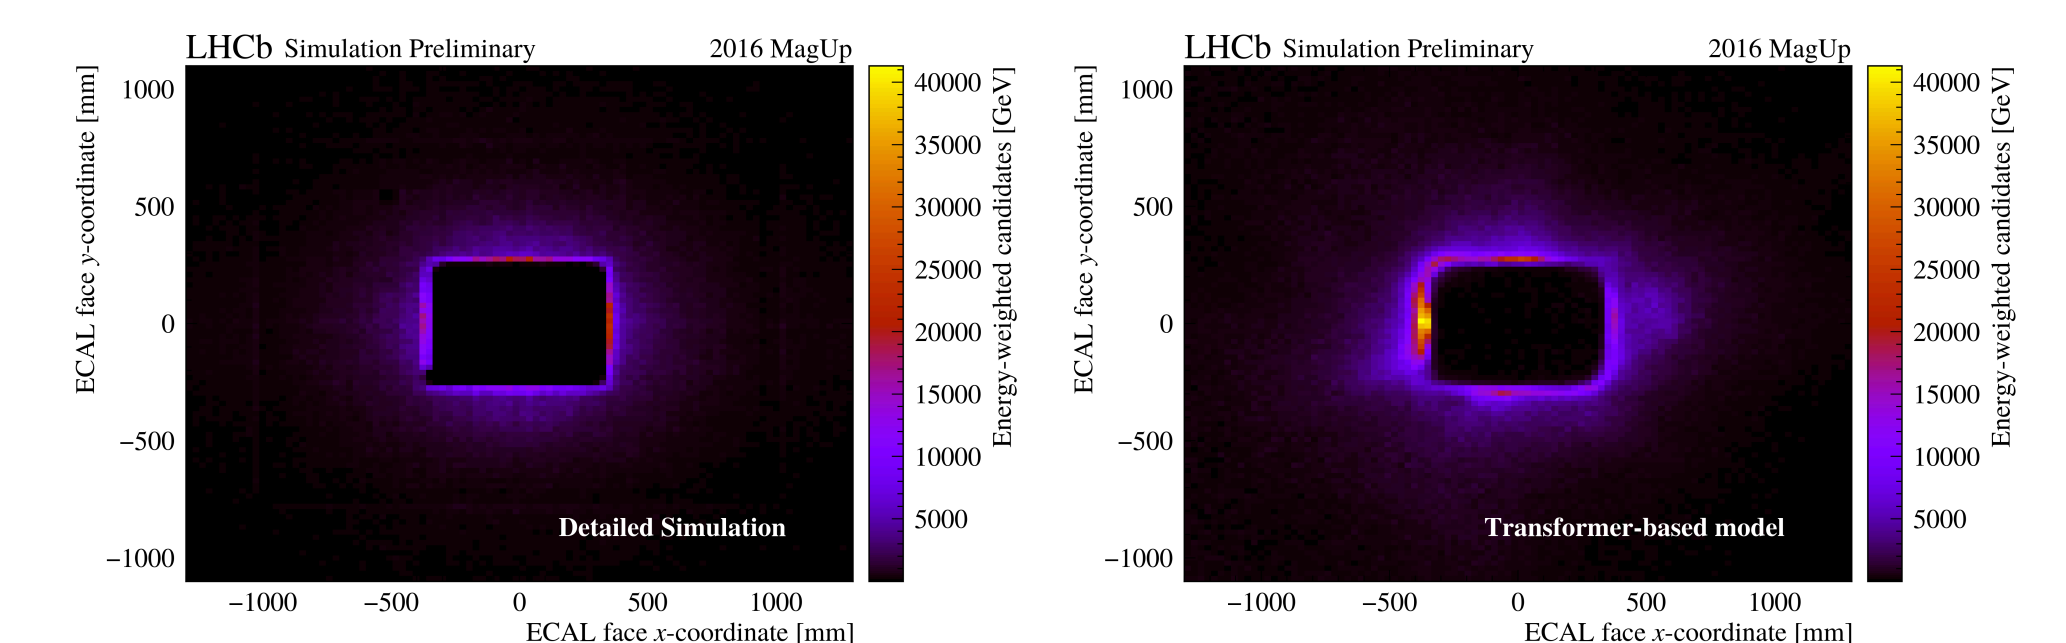 LHCb Simulation Preliminary 2016 MagUp
ECAL face y-coordinate [mm]
1000
500
0
−500
−1000
−1000 −500 0 500 1000
ECAL face x-coordinate [mm]
Detailed Simulation
40000
35000
30000
25000
20000
15000
10000
5000
Energy-weighted candidates [GeV]
LHCb Simulation Preliminary 2016 MagUp
ECAL face y-coordinate [mm]
1000
500
0
−500
−1000
−1000 −500 0 500 1000
ECAL face x-coordinate [mm]
Transformer-based model
40000
35000
30000
25000
20000
15000
10000
5000
Energy-weighted candidates [GeV]